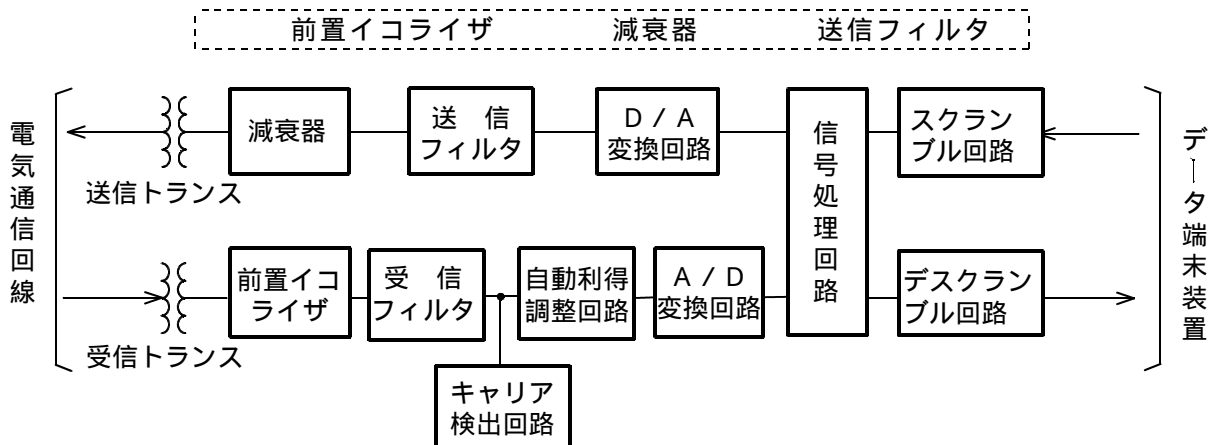 前置イコライザ 減衰器 送信フィルタ
電気通信回線
減衰器
送 信
フィルタ
D/A
変換回路
信号処理回路
スクラン
ブル回路
データ端末装置
送信トランス
前置イコ
ライザ
受 信
フィルタ
自動利得
調整回路
A/D
変換回路
デスクラン
ブル回路
受信トランス
キャリア
検出回路